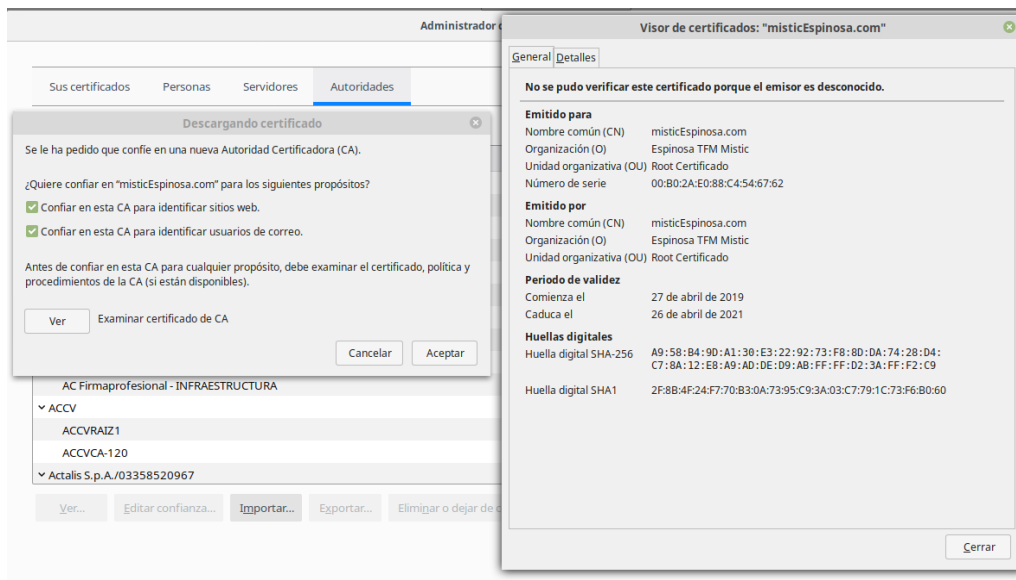 Administrador d
Sus certificados
Personas
Servidores
Autoridades
Descargando certificado
Se le ha pedido que confíe en una nueva Autoridad Certificadora (CA).
¿Quiere confiar en “misticEspinosa.com” para los siguientes propósitos?
Confiar en esta CA para identificar sitios web.
Confiar en esta CA para identificar usuarios de correo.
Antes de confiar en esta CA para cualquier propósito, debe examinar el certificado, política y
procedimientos de la CA (si están disponibles).
Ver
Examinar certificado de CA
Cancelar
Aceptar
AC Firmaprofesional - INFRAESTRUCTURA
ACCV
ACCVRAIZ1
ACCVCA-120
Actalis S.p.A./03358520967
Ver...
Editar confianza...
Importar...
Exportar...
Eliminar o dejar de c
Visor de certificados: "misticEspinosa.com"
General
Detalles
No se pudo verificar este certificado porque el emisor es desconocido.
Emitido para
Nombre común (CN) misticEspinosa.com
Organización (O) Espinosa TFM Mistic
Unidad organizativa (OU) Root Certificado
Número de serie 00:B0:2A:E0:88:C4:54:67:62
Emitido por
Nombre común (CN) misticEspinosa.com
Organización (O) Espinosa TFM Mistic
Unidad organizativa (OU) Root Certificado
Periodo de validez
Comienza el 27 de abril de 2019
Caduca el 26 de abril de 2021
Huellas digitales
Huella digital SHA-256 A9:58:B4:9D:A1:30:E3:22:92:73:F8:8D:DA:74:28:D4:
C7:8A:12:E8:A9:AD:DE:D9:AB:FF:FF:D2:3A:FF:F2:C9
Huella digital SHA1 2F:8B:4F:24:F7:70:B3:0A:73:95:C9:3A:03:C7:79:1C:73:F6:B0:60
Cerrar